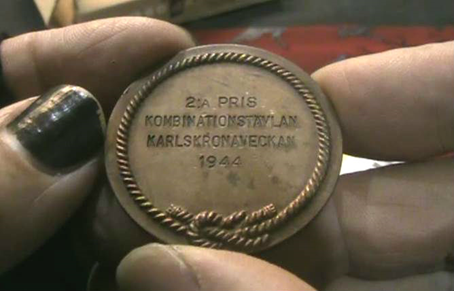 2:A PRIS
KOMBINATIONSTÄVLAN
KARLSKRONAVECKAN
1944